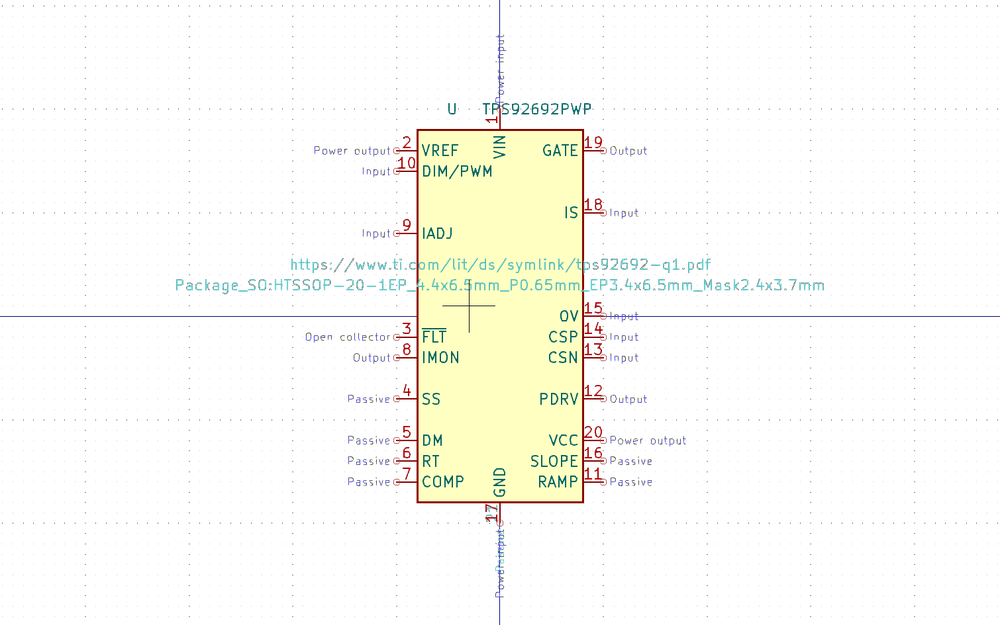 Power input
U TPS92692PWP
1
VIN
Power output 2 VREF GATE 19 Output
Input 10 DIM/PWM
IS 18 Input
Input 9 IADJ
https://www.ti.com/lit/ds/symlink/tps92692-q1.pdf
Package_SO:HTSSOP-20-1EP_4.4x6.5mm_P0.65mm_EP3.4x6.5mm_Mask2.4x3.7mm
OV 15 Input
Open collector 3 FLT CSP 14 Input
Output 8 IMON CSN 13 Input
Passive 4 SS PDRV 12 Output
Passive 5 DM VCC 20 Power output
Passive 6 RT SLOPE 16 Passive
Passive 7 COMP RAMP 11 Passive
GND
17
Power input